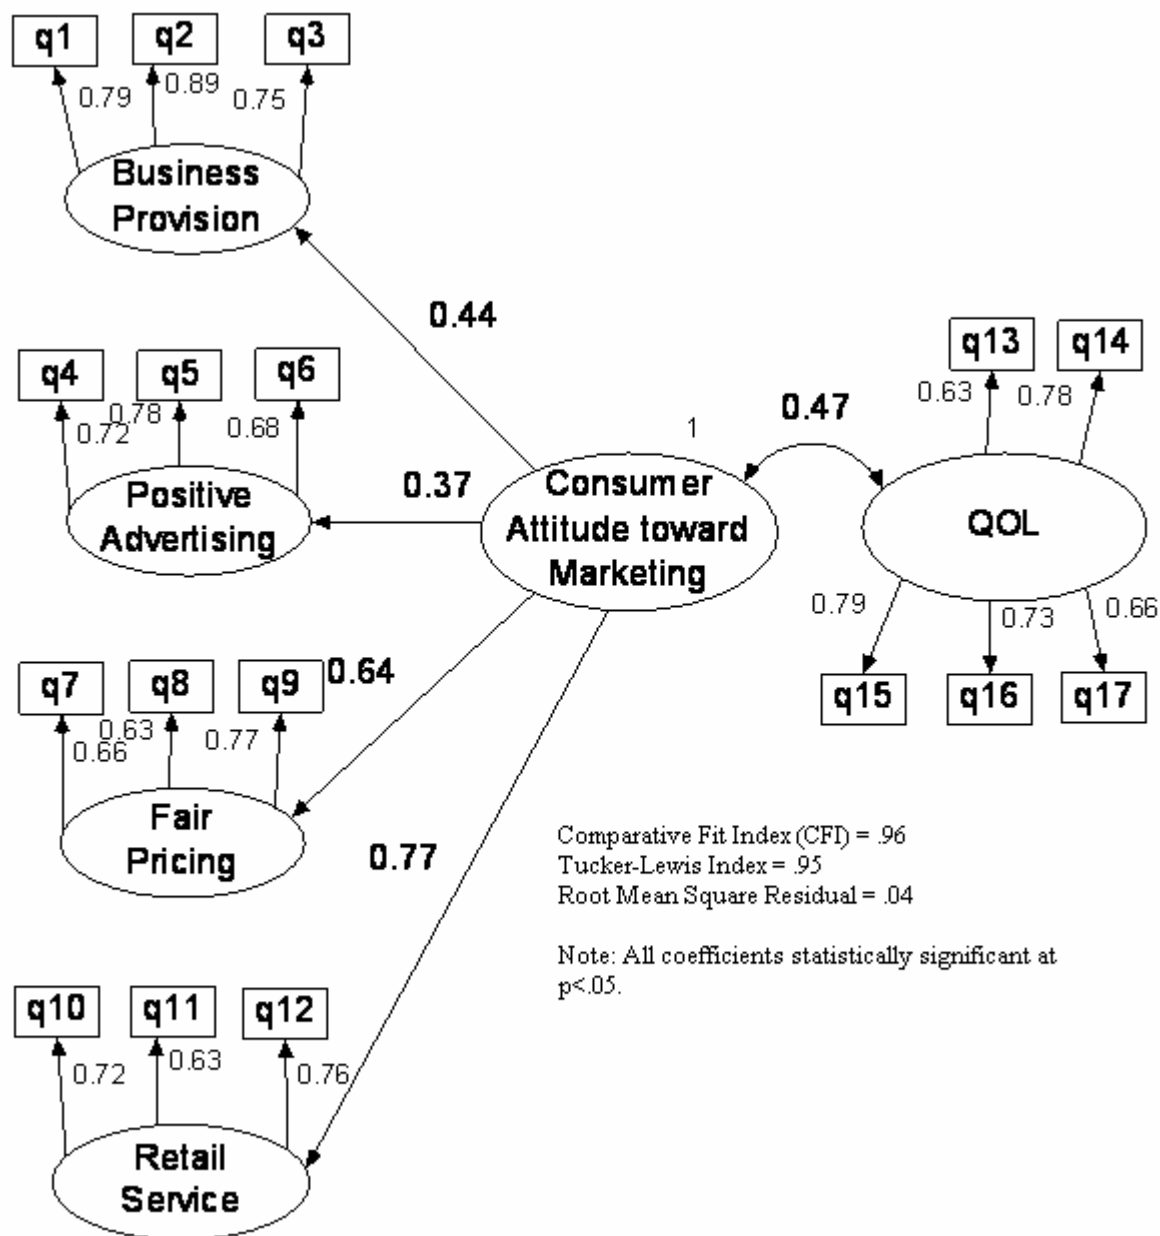 q1
q2
q3
0.79
0.89
0.75
Business
Provision
0.44
q4
q5
q6
0.72
0.78
0.68
Positive
Advertising
0.37
1
Consumer
Attitude toward
Marketing
0.47
q13
q14
0.63
0.78
QOL
0.79
0.73
0.66
q15
q16
q17
q7
q8
q9
0.64
0.66
0.63
0.77
Fair
Pricing
0.77
Comparative Fit Index (CFI) = .96
Tucker-Lewis Index = .95
Root Mean Square Residual = .04
Note: All coefficients statistically significant at
p<.05.
q10
q11
q12
0.72
0.63
0.76
Retail
Service